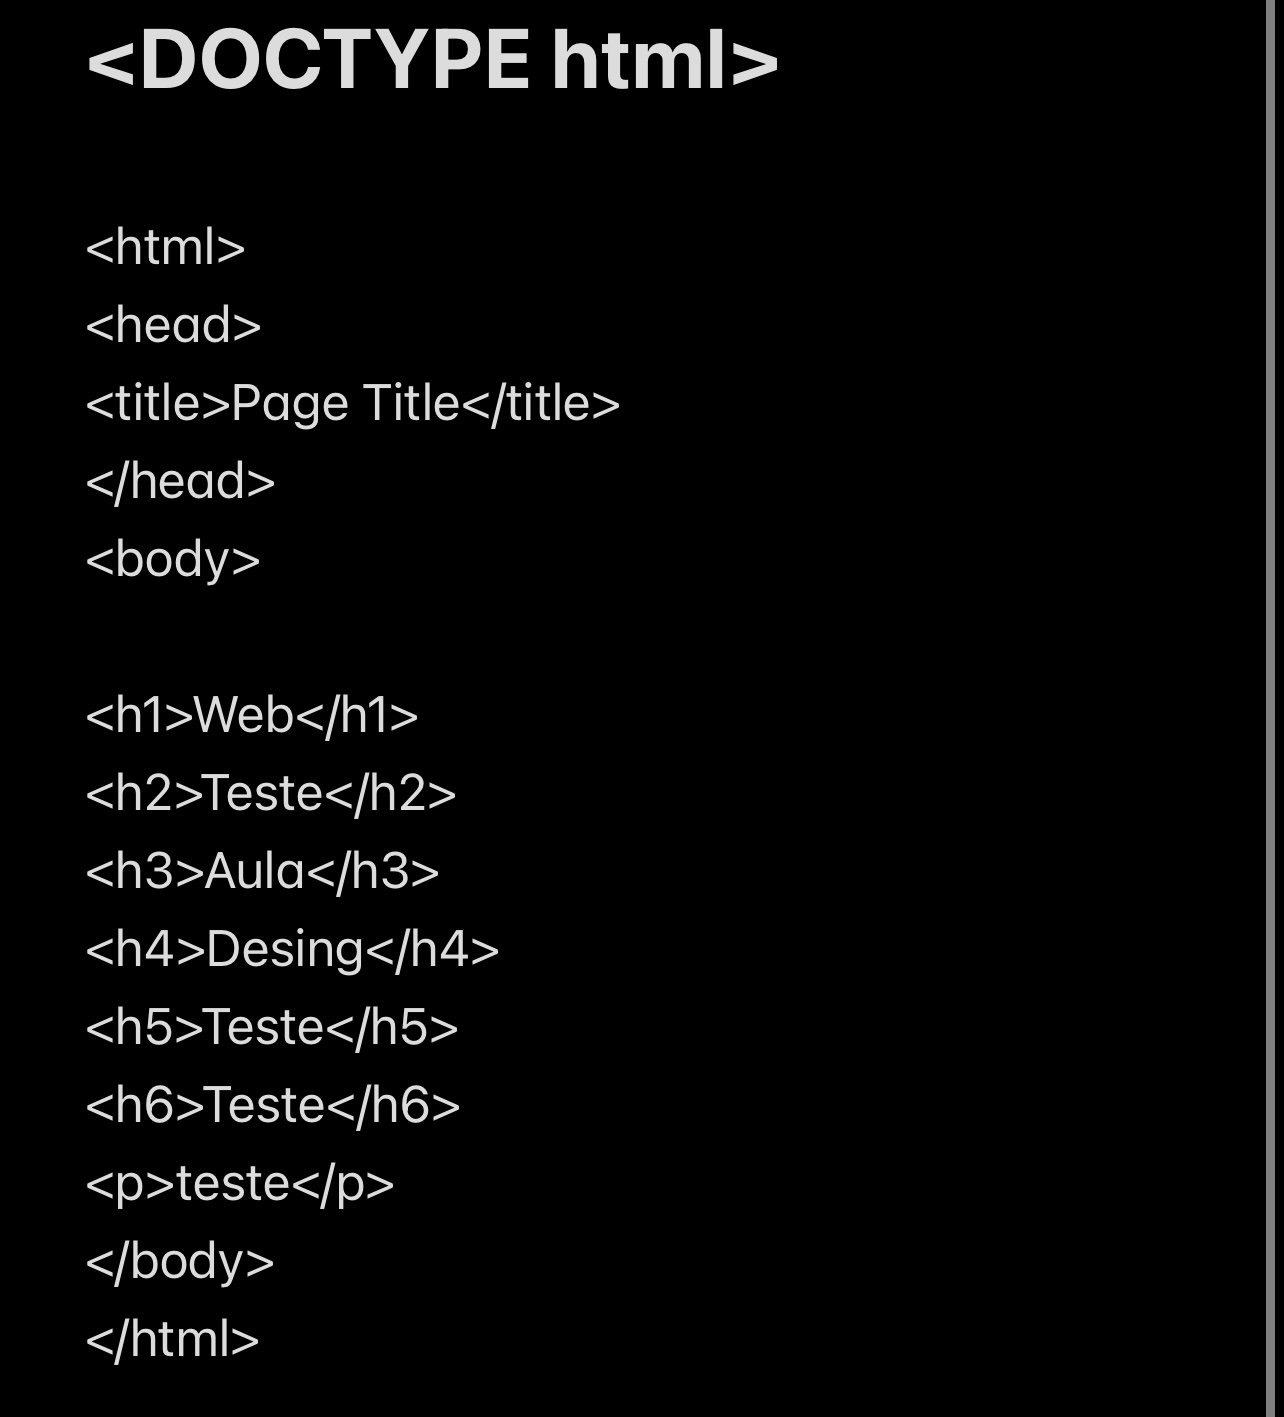 <DOCTYPE html>
<html>
<head>
<title>Page Title</title>
</head>
<body>
<h1>Web</h1>
<h2>Teste</h2>
<h3>Aula</h3>
<h4>Desing</h4>
<h5>Teste</h5>
<h6>Teste</h6>
<p>teste</p>
</body>
</html>